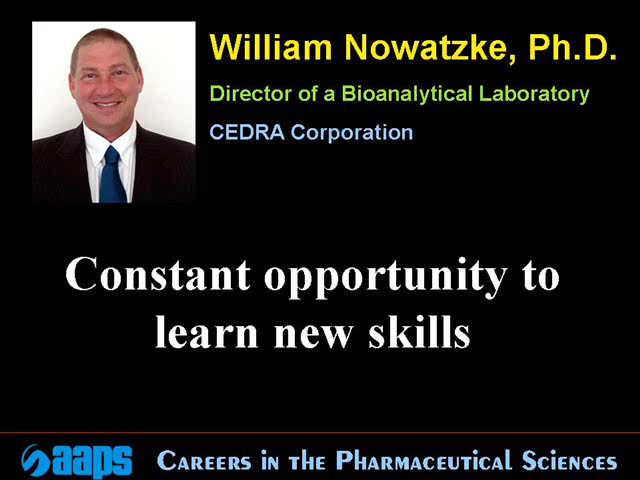 William Nowatzke, Ph.D.
Director of a Bioanalytical Laboratory
CEDRA Corporation
Constant opportunity to
learn new skills
aaps Careers in the Pharmaceutical Sciences